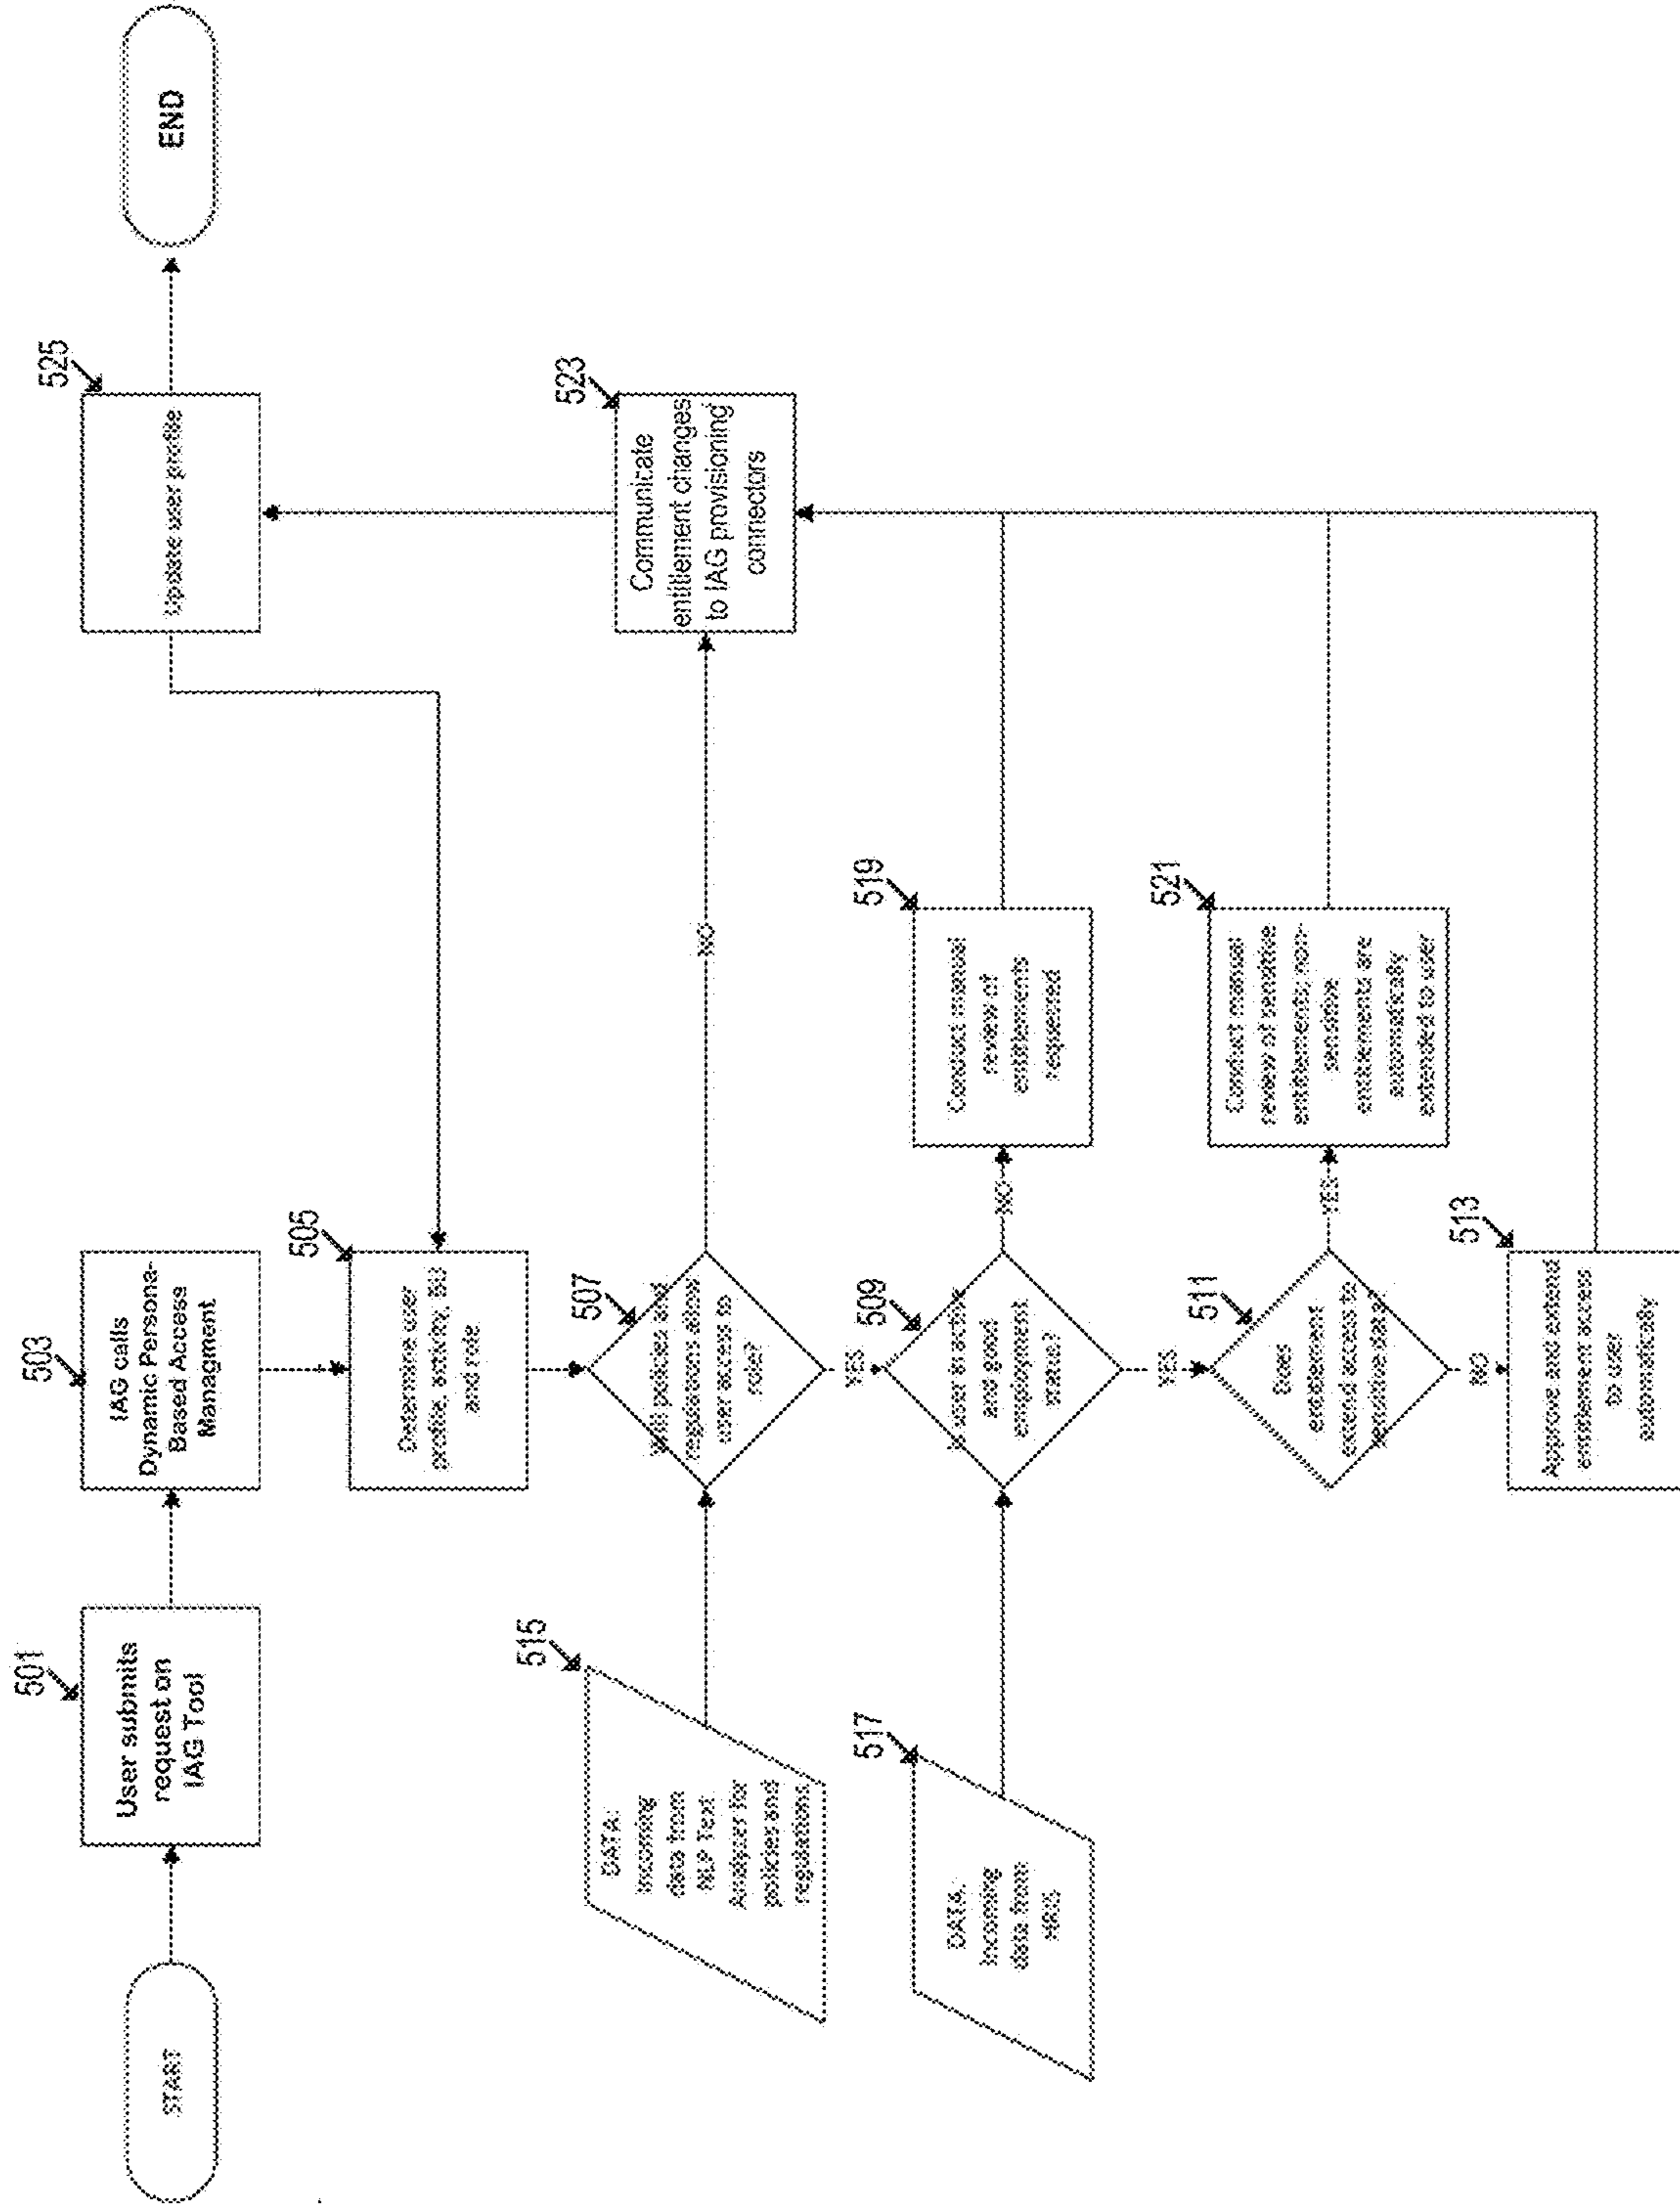 START
501
User submits
request on
IAG Tool
503
IAG calls
Dynamic Persona-
Based Access
Managment
505
Determine user
profile, activity, BU
and role
515
DATA:
Incoming
data from
NLP Text
Analyzer for
policies and
regulations
507
Will policies and
regulations allow
user access to
role?
NO
YES
517
DATA:
Incoming
data from
HRIS
509
Is user in active
and good
employment
status?
NO
519
Conduct manual
review of
entitlements
requested
YES
511
Does
entitlement
extend access to
sensitive data?
YES
521
Conduct manual
review of sensitive
entitlements; non-
sensitive
entitlements are
automatically
extended to user
NO
513
Approve and extend
entitlement access
to user
automatically
523
Communicate
entitlement changes
to IAG provisioning
connectors
525
Update user profile
END